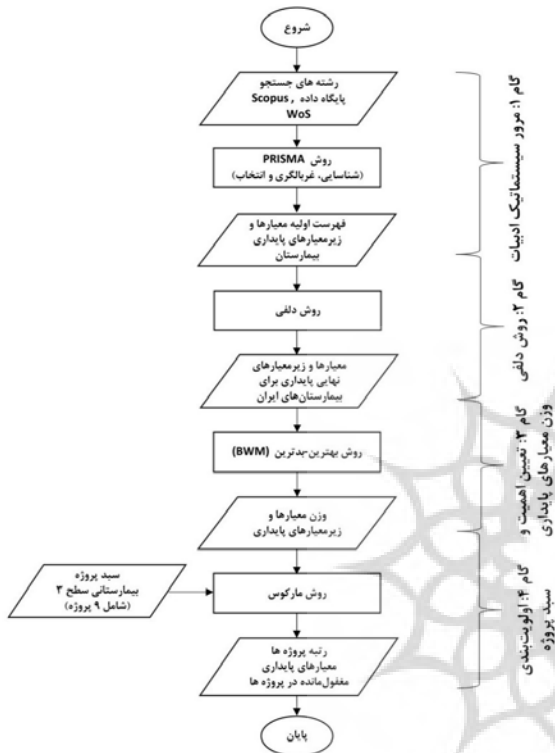 شروع
رشته های جستجو
پایگاه داده Scopus ,
WoS
روش PRISMA
(شناسایی، غربالگری و انتخاب)
فهرست اولیه معیارها و
زیرمعیارهای پایداری
بیمارستان
روش دلفی
معیارها و زیرمعیارهای
نهایی پایداری برای
بیمارستان‌های ایران
روش بهترین-بدترین (BWM)
وزن معیارها و
زیرمعیارهای پایداری
سبد پروژه
بیمارستانی سطح ۳
(شامل ۹ پروژه)
روش مارکوس
رتبه پروژه ها
معیارهای پایداری
مغفول‌مانده در پروژه ها
پایان
گام ۱: مرور سیستماتیک ادبیات
گام ۲: روش دلفی
گام ۳: تعیین اهمیت و
وزن معیارهای پایداری
گام ۴: اولویت‌بندی
سبد پروژه